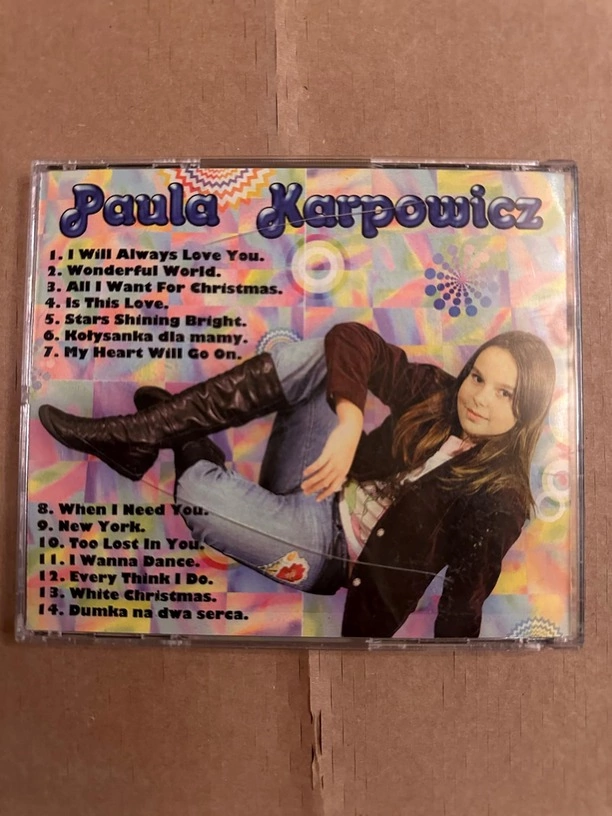 Paula Karpowicz
1. I Will Always Love You.
2. Wonderful World.
3. All I Want For Christmas.
4. Is This Love.
5. Stars Shining Bright.
6. Kołysanka dla mamy.
7. My Heart Will Go On.
8. When I Need You.
9. New York.
10. Too Lost In You.
11. I Wanna Dance.
12. Every Think I Do.
13. White Christmas.
14. Dumka na dwa serca.